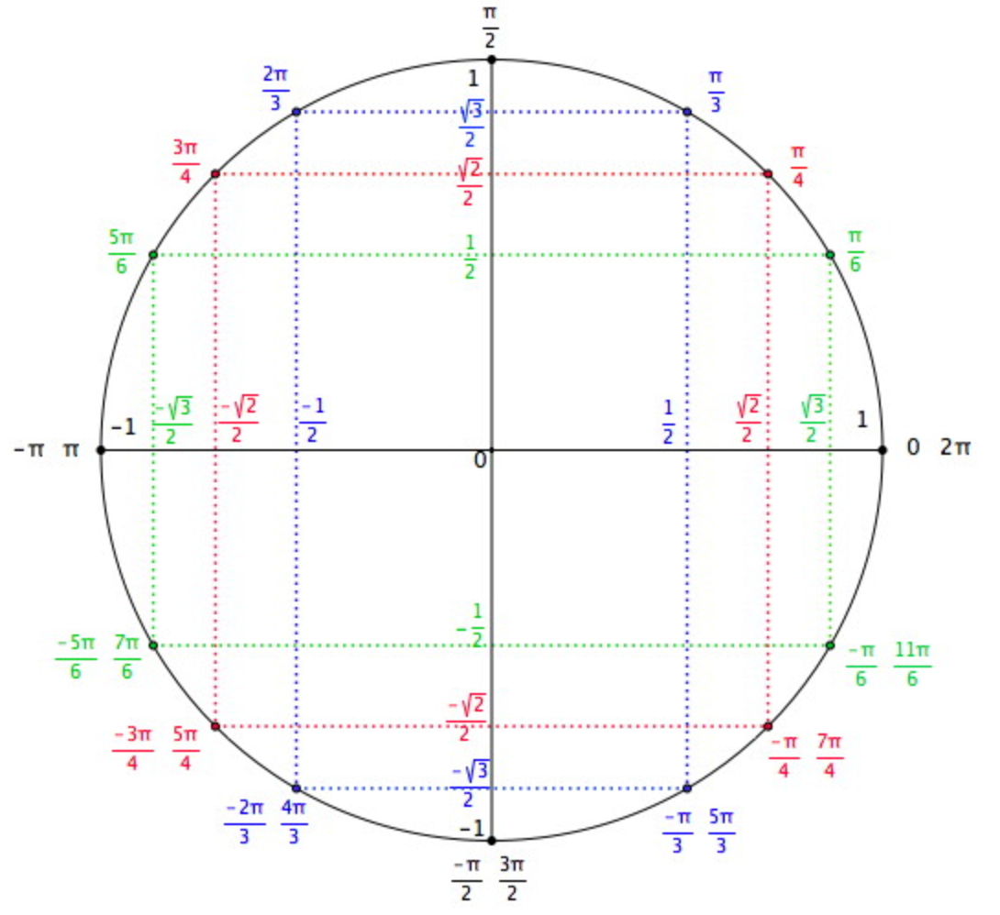 π/2
2π/3 1 π/3
√3/2
3π/4 √2/2 π/4
5π/6 1/2 π/6
-1 -√3/2 -√2/2 -1/2 1/2 √2/2 √3/2 1
-π π 0 0 2π
-1/2
-5π/6 7π/6 -π/6 11π/6
-√2/2
-3π/4 5π/4 -π/4 7π/4
-√3/2
-2π/3 4π/3 -1 -π/3 5π/3
-π/2 3π/2